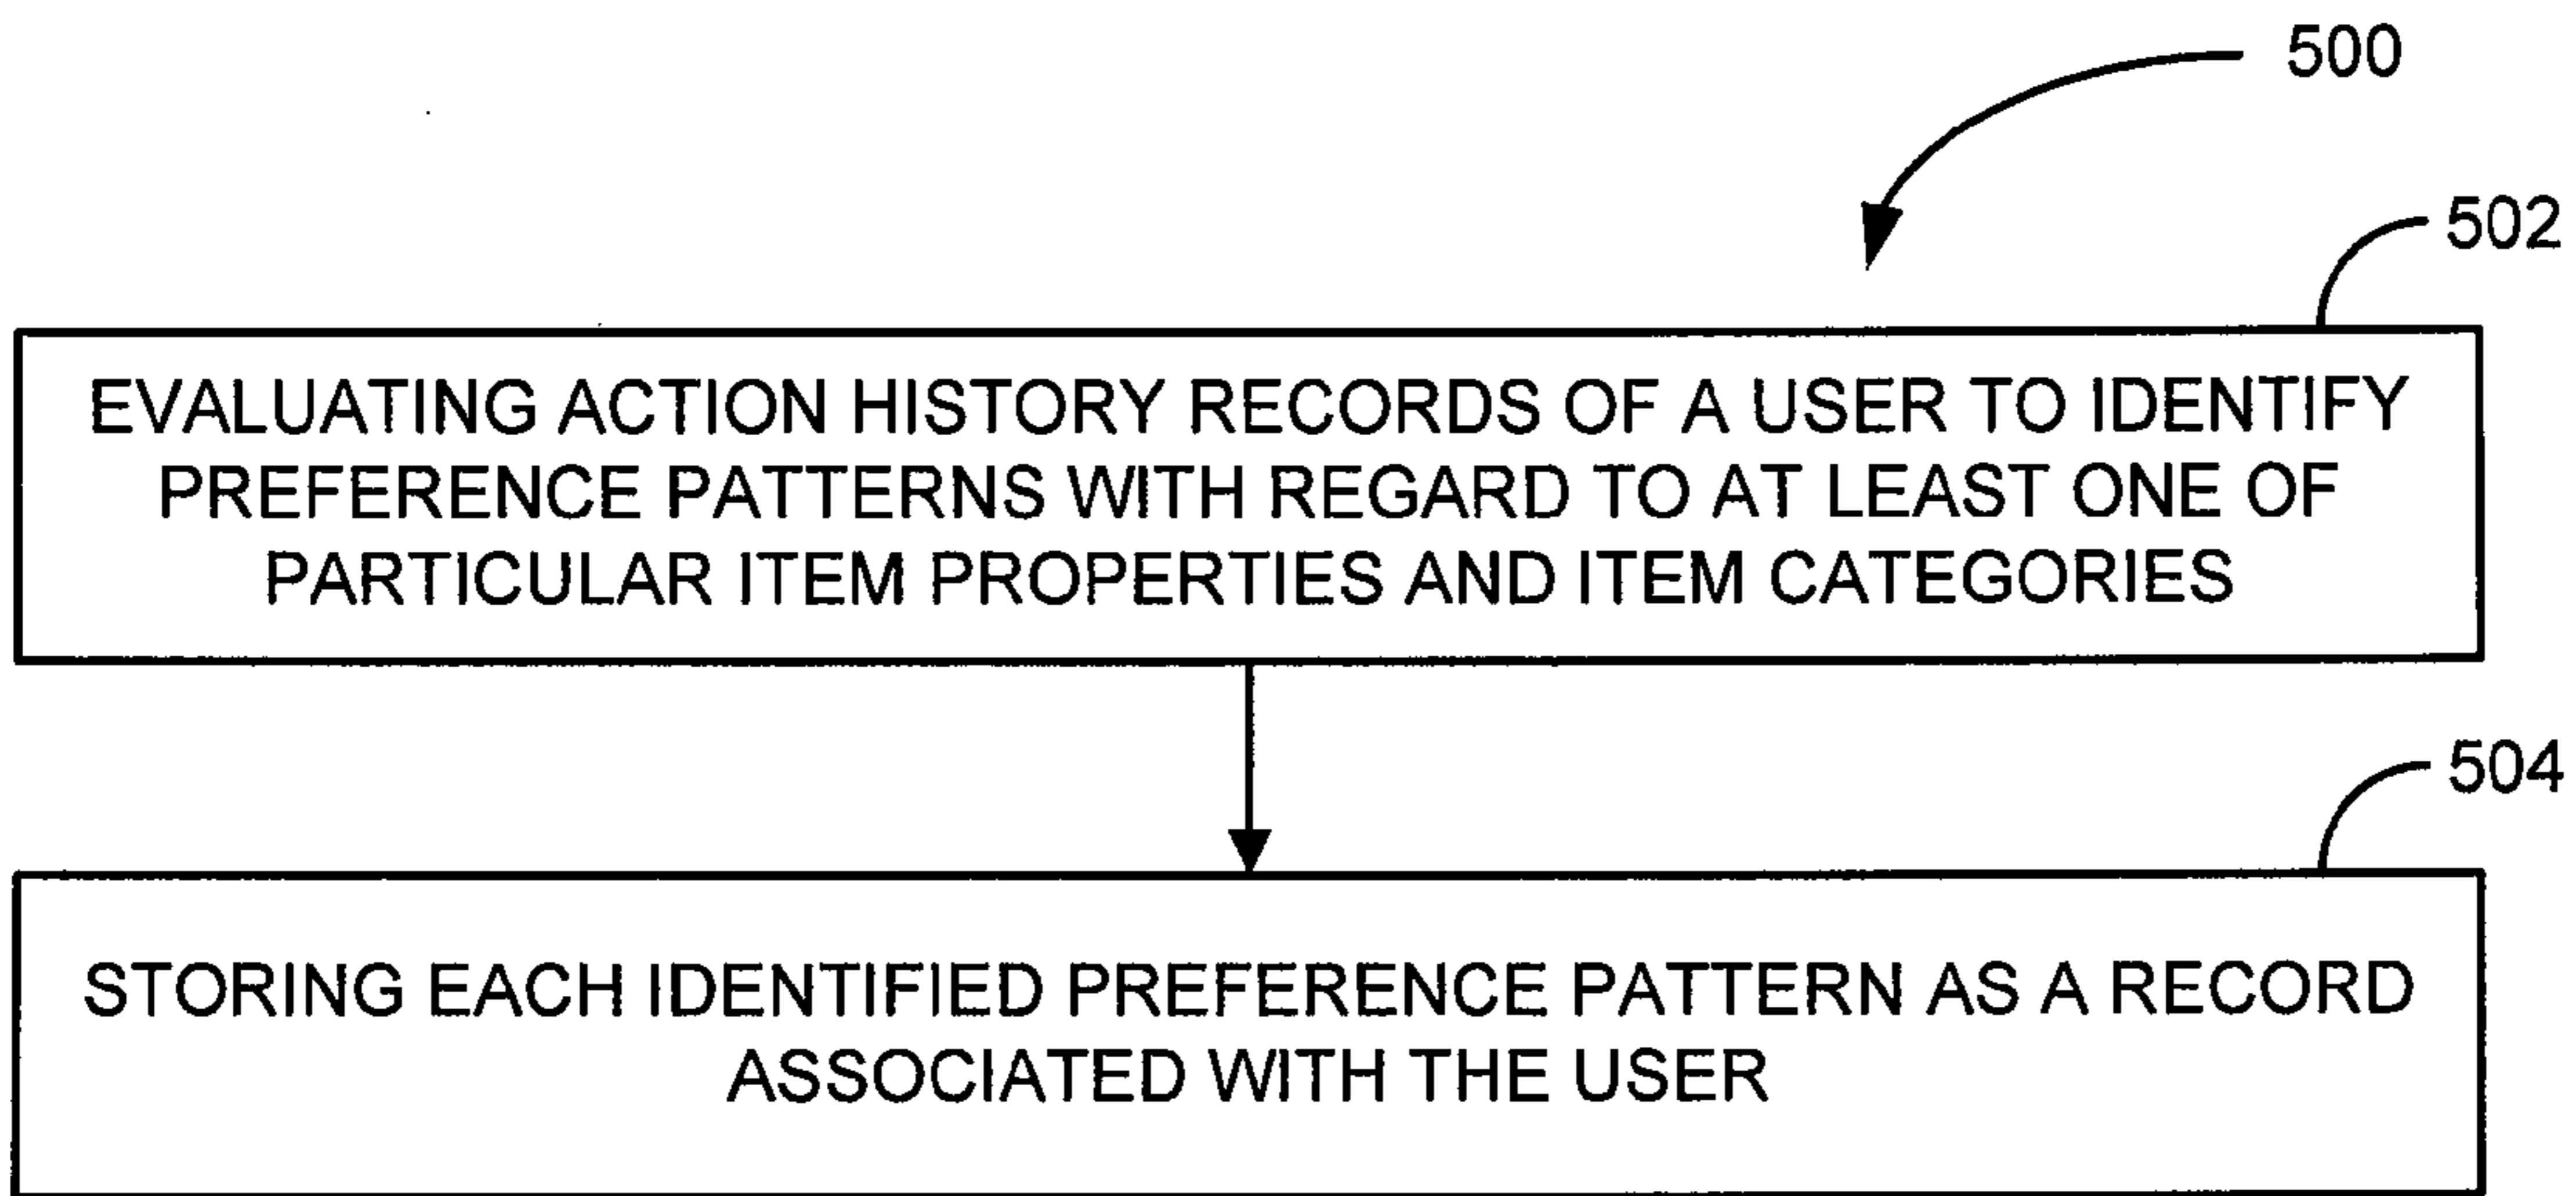 500
502
EVALUATING ACTION HISTORY RECORDS OF A USER TO IDENTIFY
PREFERENCE PATTERNS WITH REGARD TO AT LEAST ONE OF
PARTICULAR ITEM PROPERTIES AND ITEM CATEGORIES
504
STORING EACH IDENTIFIED PREFERENCE PATTERN AS A RECORD
ASSOCIATED WITH THE USER